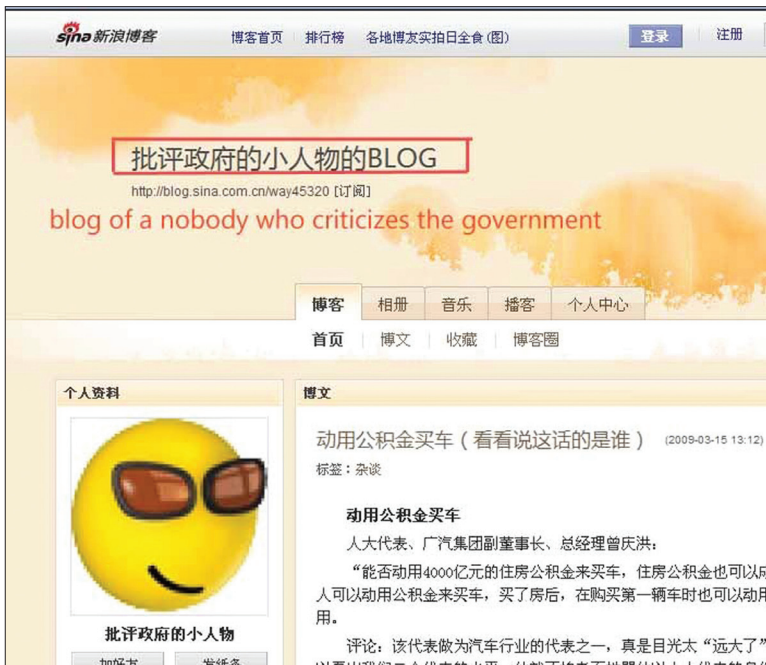 sina新浪博客 博客首页 排行榜 各地博友实拍日全食(图) 登录 注册
批评政府的小人物的BLOG
http://blog.sina.com.cn/way45320 [订阅]
blog of a nobody who criticizes the government
博客 相册 音乐 播客 个人中心
首页 博文 收藏 博客圈
个人资料
批评政府的小人物
加好友 发纸条
博文
动用公积金买车（看看说这话的是谁） (2009-03-15 13:12)
标签：杂谈
动用公积金买车
人大代表、广汽集团副董事长、总经理曾庆洪：
“能否动用4000亿元的住房公积金来买车，住房公积金也可以
人可以动用公积金来买车，买了房后，在购买第一辆车时也可以动用
用。
评论：该代表做为汽车行业的代表之一，真是目光太“远大了”